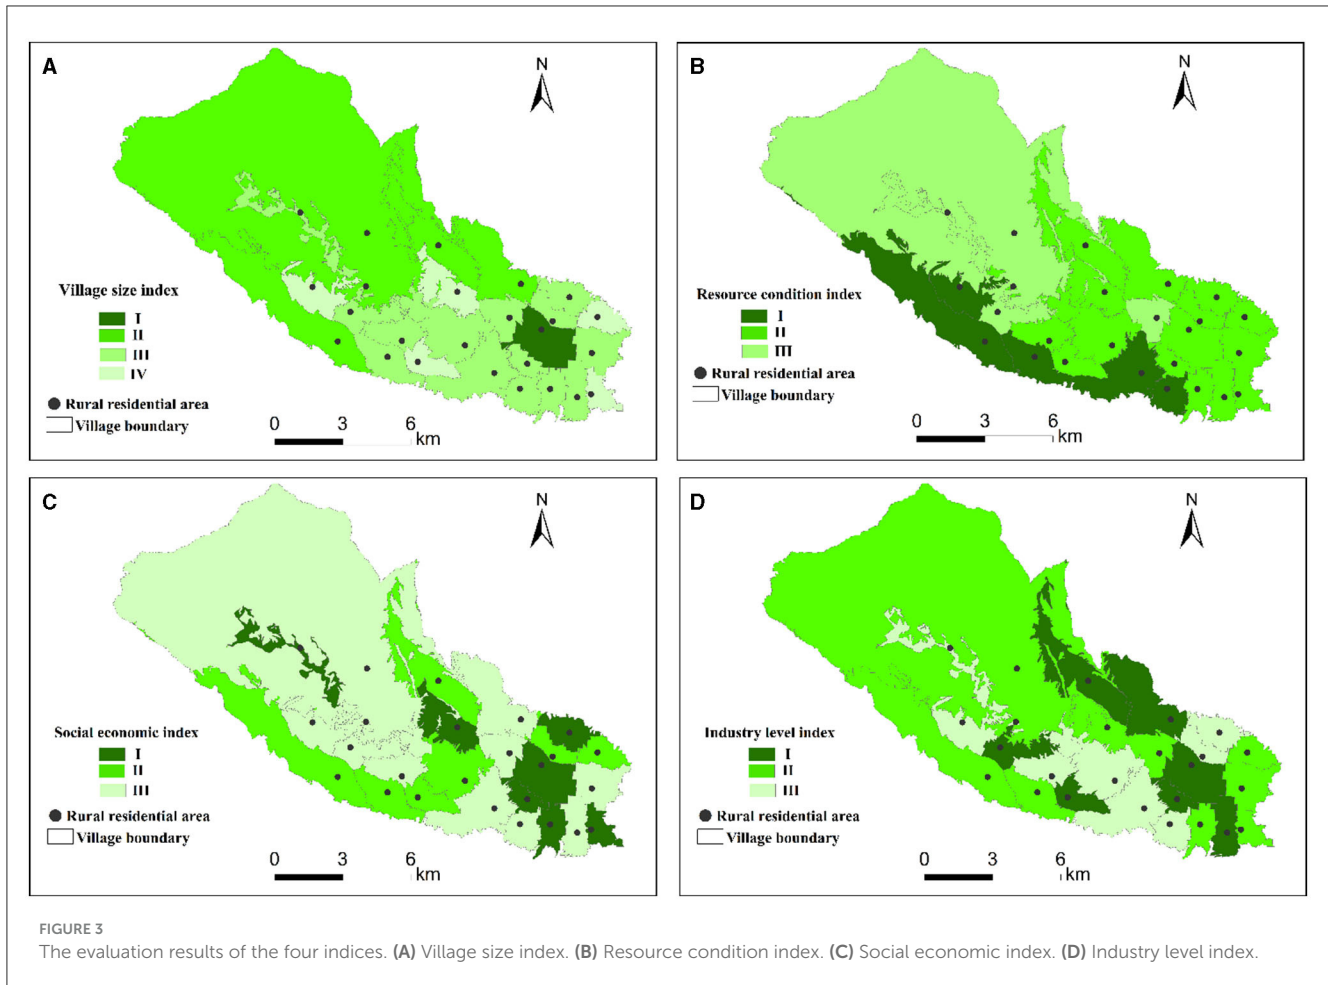 A
N
Village size index
I
II
III
IV
Rural residential area
Village boundary
0 3 6
km
B
N
Resource condition index
I
II
III
Rural residential area
Village boundary
0 3 6
km
C
N
Social economic index
I
II
III
Rural residential area
Village boundary
0 3 6
km
D
N
Industry level index
I
II
III
Rural residential area
Village boundary
0 3 6
km
FIGURE 3
The evaluation results of the four indices. (A) Village size index. (B) Resource condition index. (C) Social economic index. (D) Industry level index.